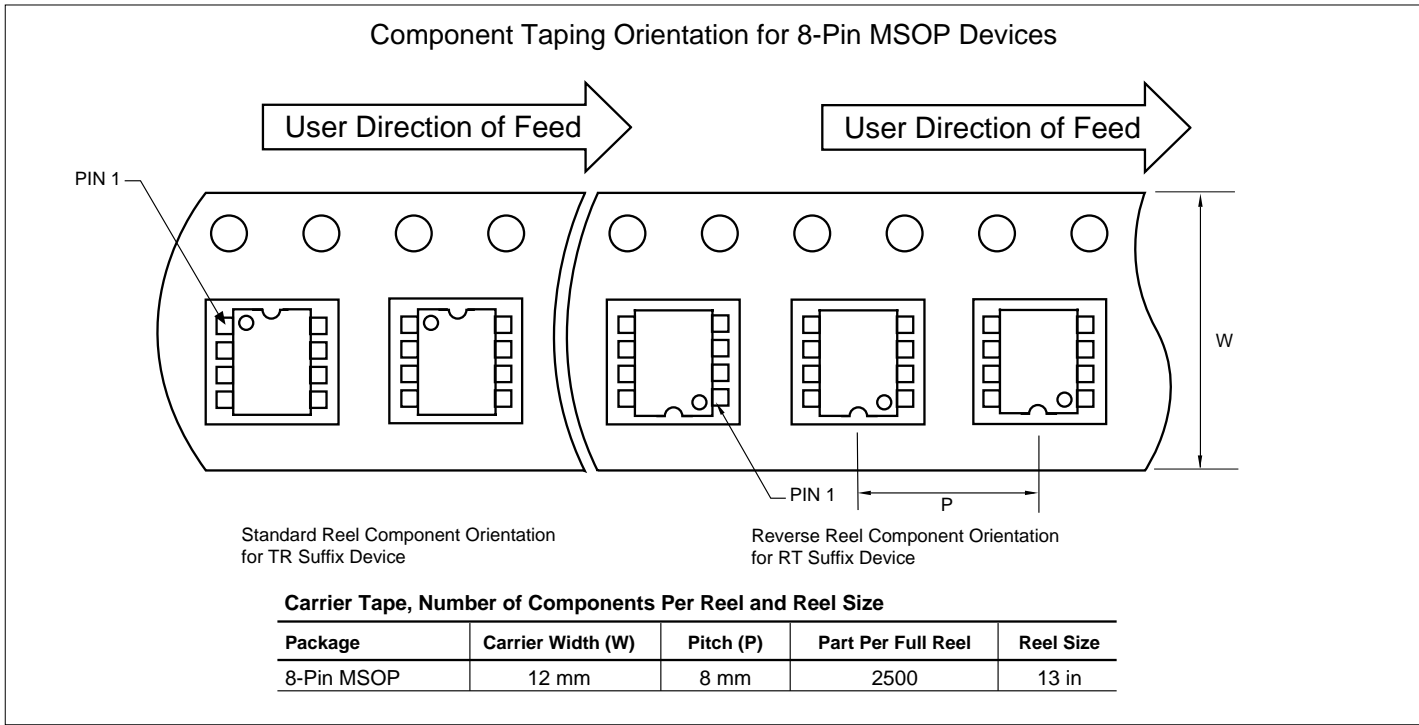 Component Taping Orientation for 8-Pin MSOP Devices
User Direction of Feed
User Direction of Feed
PIN 1
W
PIN 1
P
Standard Reel Component Orientation
for TR Suffix Device
Reverse Reel Component Orientation
for RT Suffix Device
Carrier Tape, Number of Components Per Reel and Reel Size
Package Carrier Width (W) Pitch (P) Part Per Full Reel Reel Size
8-Pin MSOP 12 mm 8 mm 2500 13 in